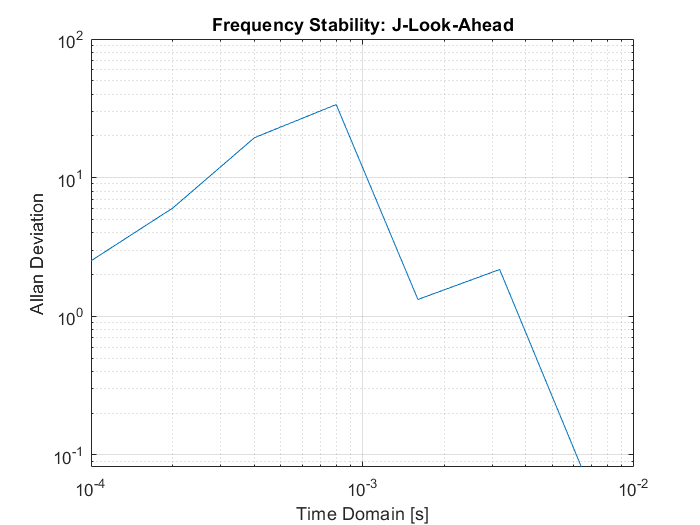 Frequency Stability: J-Look-Ahead
10^2
10^1
10^0
10^-1
Allan Deviation
10^-4
10^-3
10^-2
Time Domain [s]